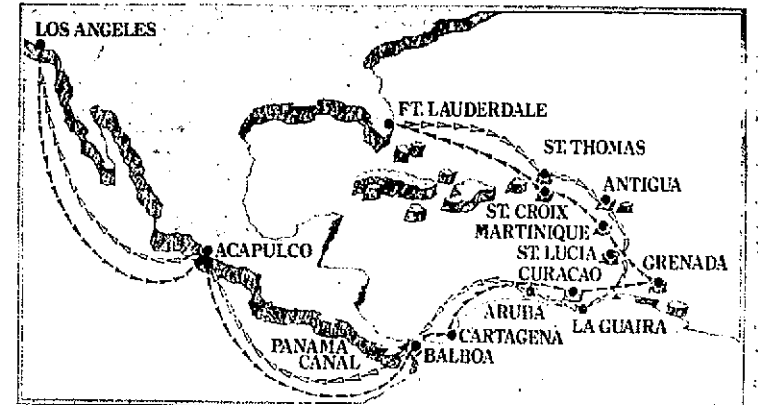 LOS ANGELES
FT. LAUDERDALE
ST. THOMAS
ANTIGUA
ST. CROIX
MARTINIQUE
ST. LUCIA
GRENADA
CURACAO
ACAPULCO
ARUBA
LA GUAIRA
CARTAGENA
PANAMA
CANAL
BALBOA